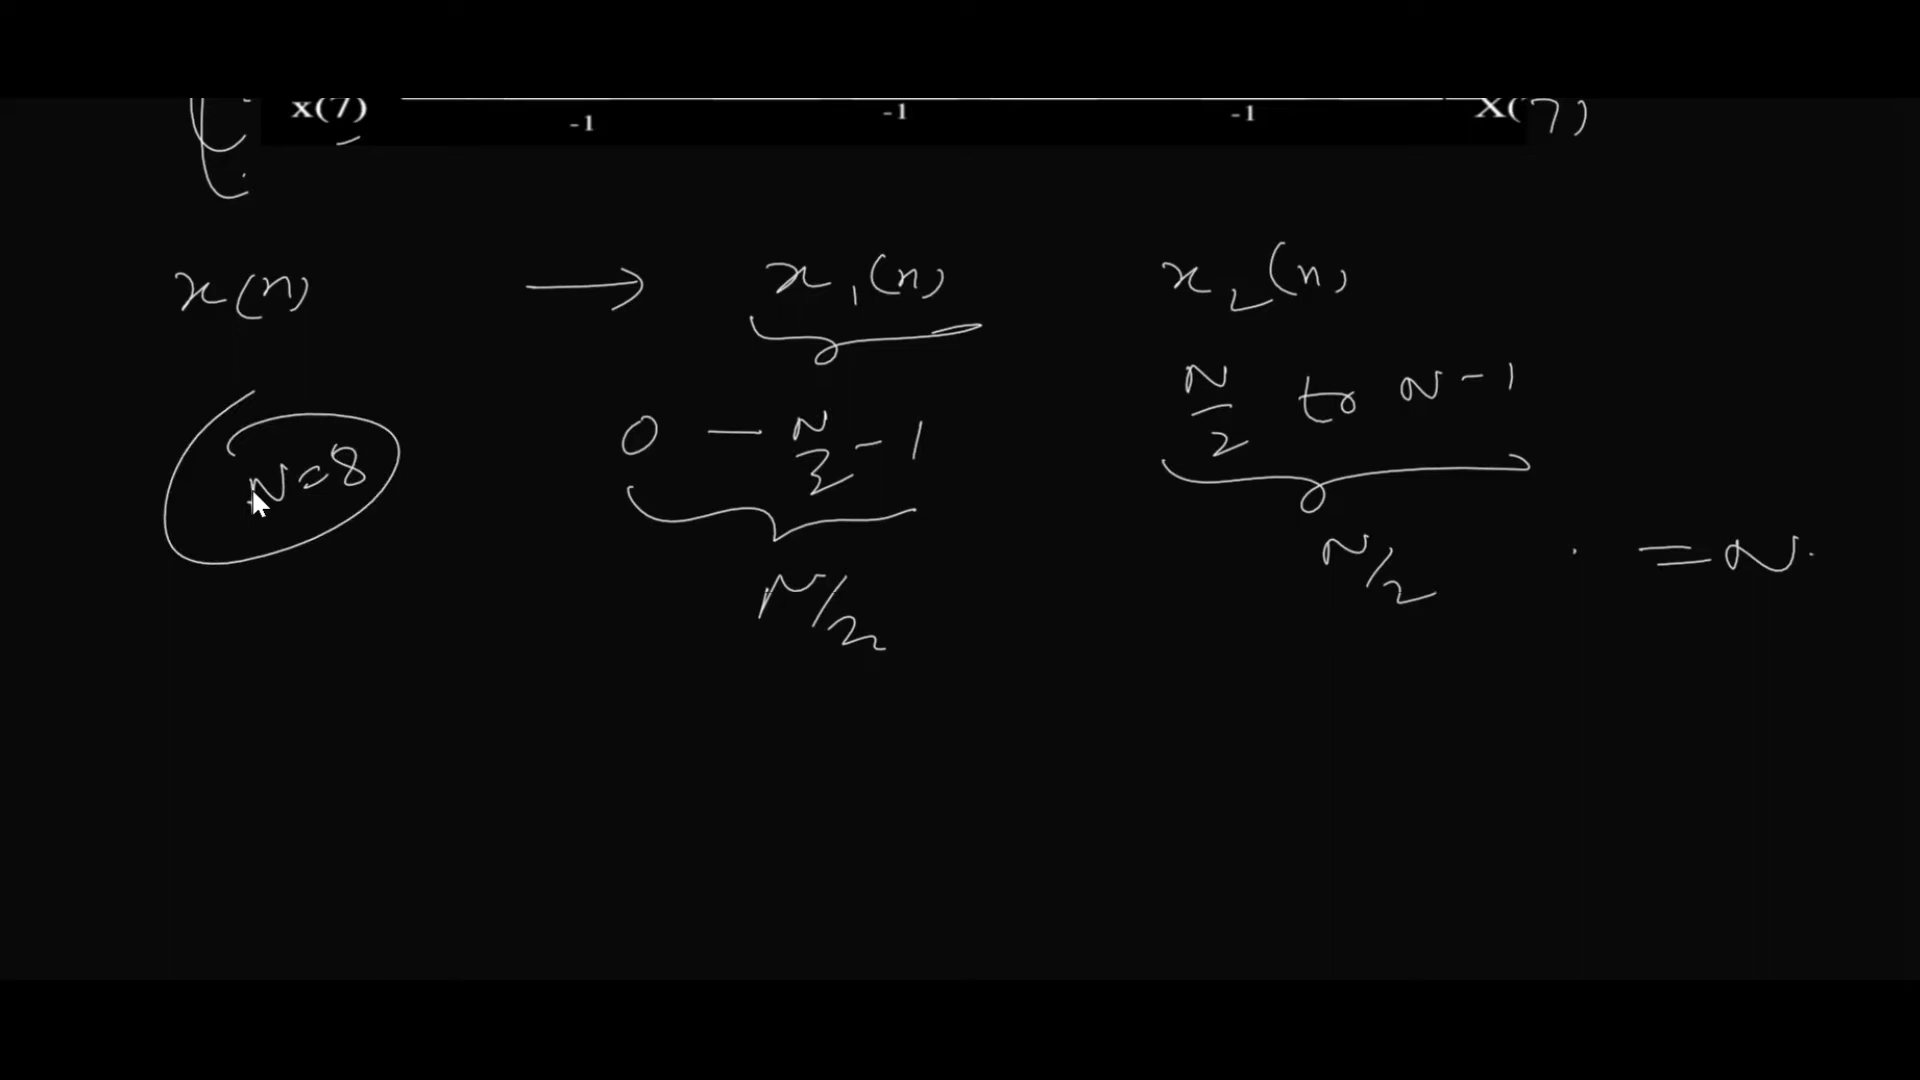 x(7) -1 -1 -1 X(7)
x(n) → x₁(n) x₂(n)
N/2 to N-1
0 - N/2 - 1
N=8
N/2 N/2 = N.